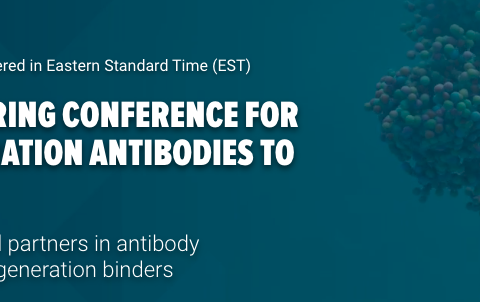 ered in Eastern Standard Time (EST)
RING CONFERENCE FOR
ATION ANTIBODIES TO
partners in antibody
generation binders